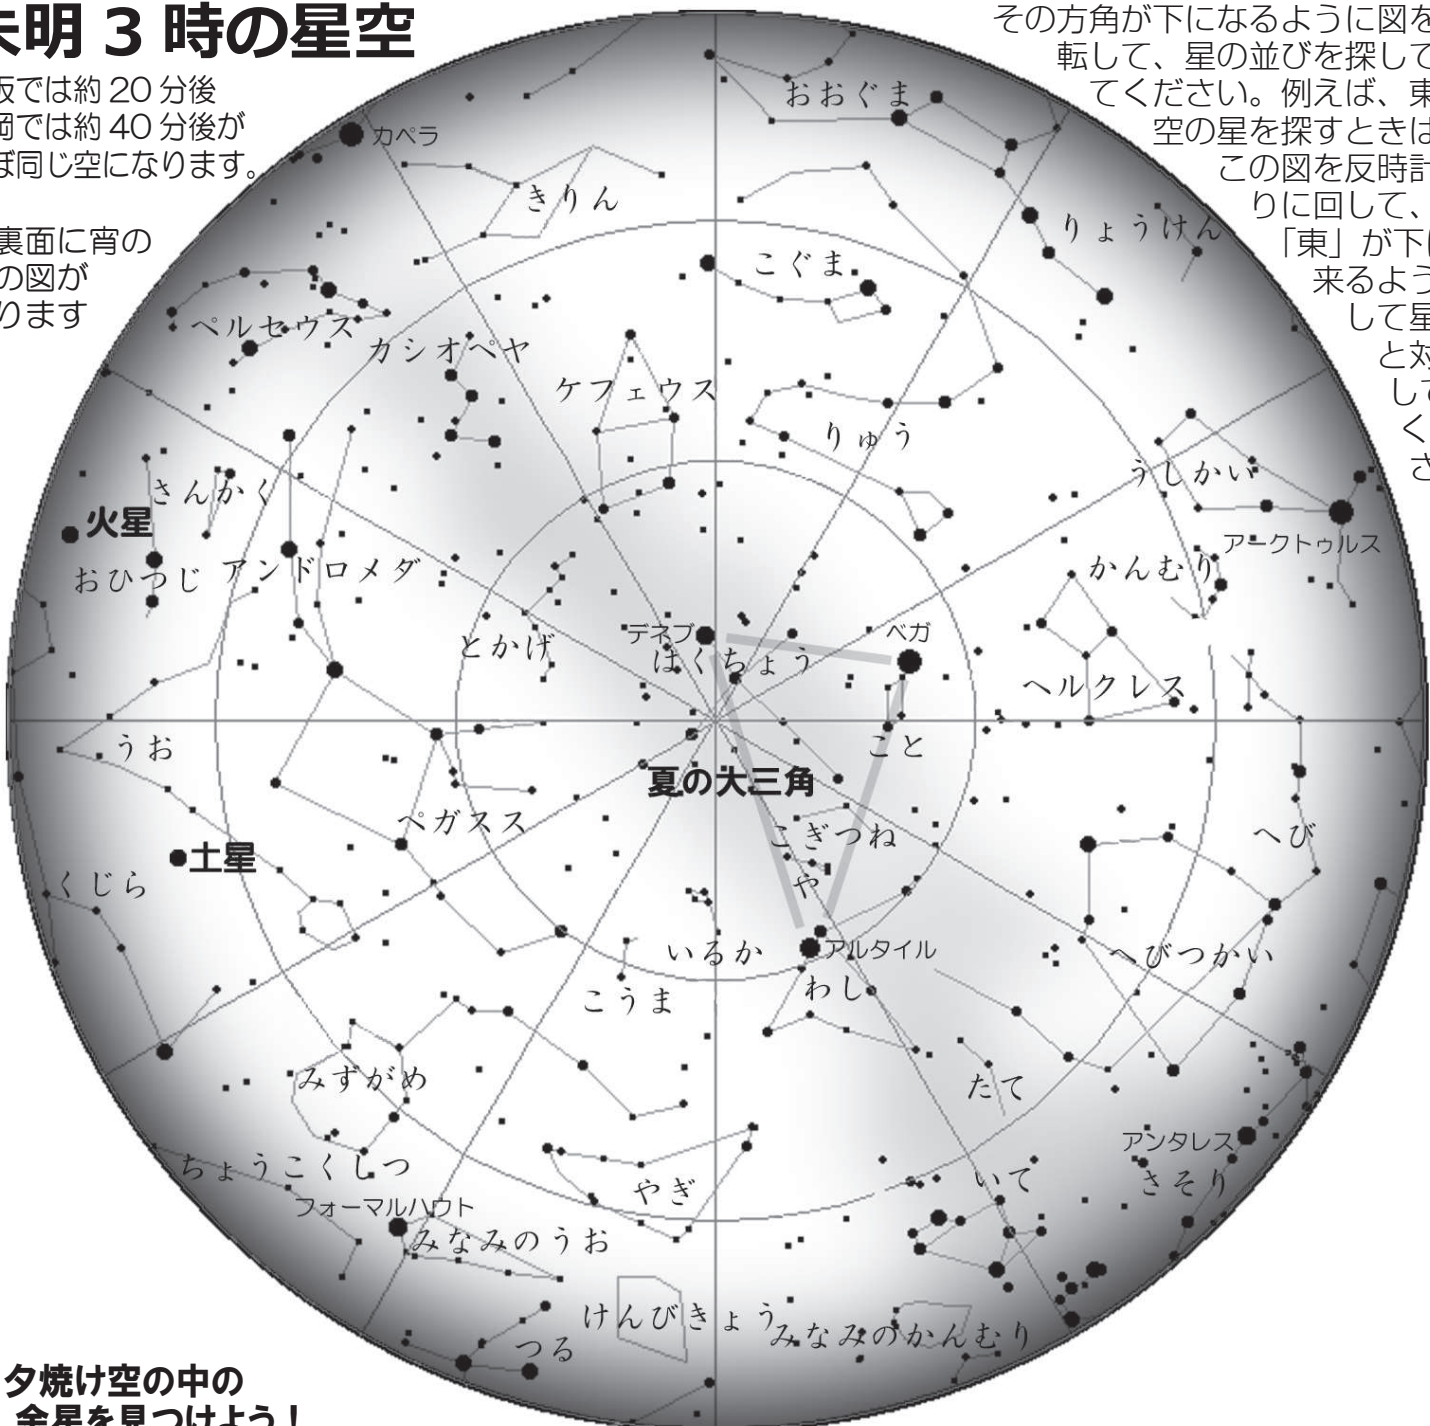 未明３時の星空
阪では約 20 分後
岡では約 40 分後が
ぼ同じ空になります。
裏面に宵の
の図が
ります
その方角が下になるように図を
転して、星の並びを探して
てください。例えば、東
空の星を探すときは
この図を反時計
りに回して、
「東」が下に
来るよう
して星
と対
して
く
さ
おおぐま
カペラ
きりん
りょうけん
こぐま
ペルセウス
カシオペヤ
ケフェウス
りゅう
うしかい
さんかく
火星
アークトゥルス
おひつじ
アンドロメダ
かんむり
デネブ
ベガ
とかげ
はくちょう
ヘルクレス
うお
こと
夏の大三角
ペガスス
こぎつね
へび
土星
くじら
や
いるか
アルタイル
へびつかい
わし
こうま
みずがめ
たて
アンタレス
ちょうこくしつ
やぎ
いて
さそり
フォーマルハウト
みなみのうお
けんびきょう
みなみのかんむり
つる
夕焼け空の中の
金星を見つけよう！